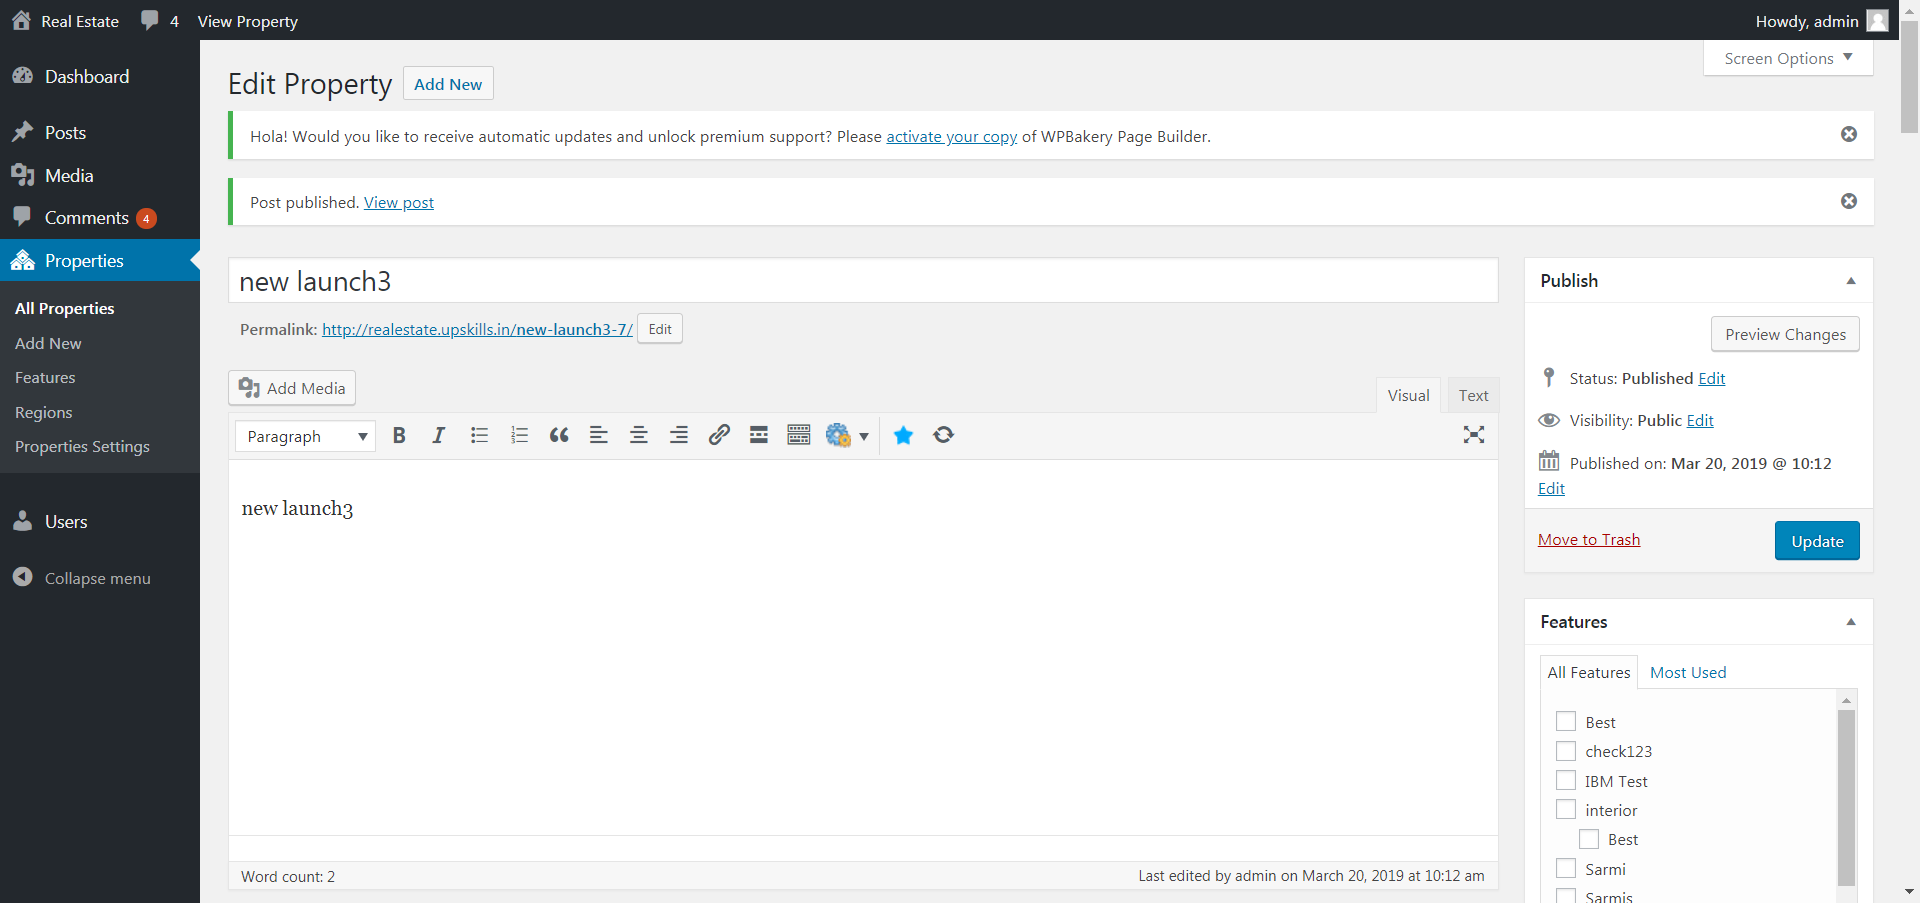 Real Estate 4 View Property Howdy, admin
Screen Options
Dashboard
Posts
Media
Comments 4
Properties
All Properties
Add New
Features
Regions
Properties Settings
Users
Collapse menu
Edit Property Add New
Hola! Would you like to receive automatic updates and unlock premium support? Please activate your copy of WPBakery Page Builder.
Post published. View post
new launch3
Permalink: http://realestate.upskills.in/new-launch3-7/ Edit
Add Media Visual Text
Paragraph
new launch3
Word count: 2 Last edited by admin on March 20, 2019 at 10:12 am
Publish
Preview Changes
Status: Published Edit
Visibility: Public Edit
Published on: Mar 20, 2019 @ 10:12
Edit
Move to Trash Update
Features
All Features Most Used
Best
check123
IBM Test
interior
Best
Sarmi
Sarmis